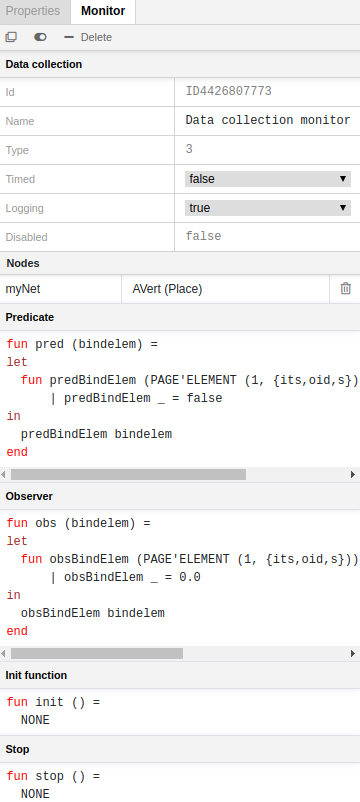 Properties Monitor
Delete
Data collection
Id ID4426807773
Name Data collection monitor
Type 3
Timed false
Logging true
Disabled false
Nodes
myNet AVert (Place)
Predicate
fun pred (bindelem) =
let
  fun predBindElem (PAGE'ELEMENT (1, {its,oid,s})
      | predBindElem _ = false
in
  predBindElem bindelem
end
Observer
fun obs (bindelem) =
let
  fun obsBindElem (PAGE'ELEMENT (1, {its,oid,s}))
      | obsBindElem _ = 0.0
in
  obsBindElem bindelem
end
Init function
fun init () =
  NONE
Stop
fun stop () =
  NONE